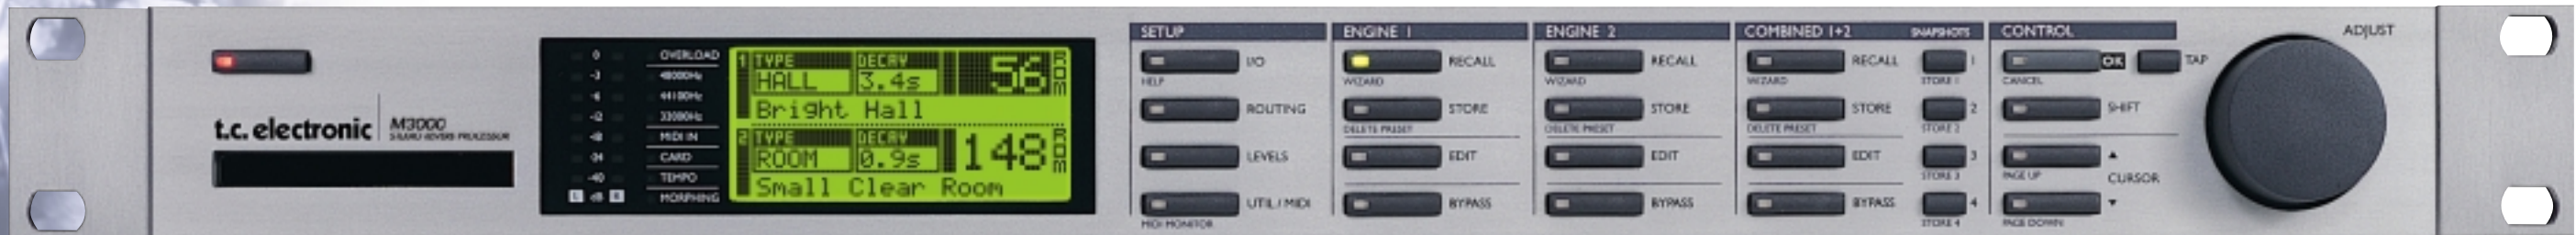 t.c. electronic M3000
STUDIO REVERB PROCESSOR
0 OVERLOAD
-3 48000Hz
-6 44100Hz
-12 32000Hz
-18 MIDI IN
-24 CARD
-40 TEMPO
L dB R MORPHING
1 TYPE DECAY 56 ROM
HALL 3.4s
Bright Hall
2 TYPE DECAY 148 ROM
ROOM 0.9s
Small Clear Room
SETUP
I/O
HELP
ROUTING
LEVELS
UTIL / MIDI
MIDI MONITOR
ENGINE 1
RECALL
WIZARD
STORE
DELETE PRESET
EDIT
BYPASS
ENGINE 2
RECALL
WIZARD
STORE
DELETE PRESET
EDIT
BYPASS
COMBINED 1+2 SNAPSHOTS
RECALL 1
WIZARD STORE 1
STORE 2
DELETE PRESET STORE 2
EDIT 3
STORE 3
BYPASS 4
STORE 4
CONTROL
OK TAP
CANCEL
SHIFT
▲
PAGE UP
CURSOR
▼
PAGE DOWN
ADJUST